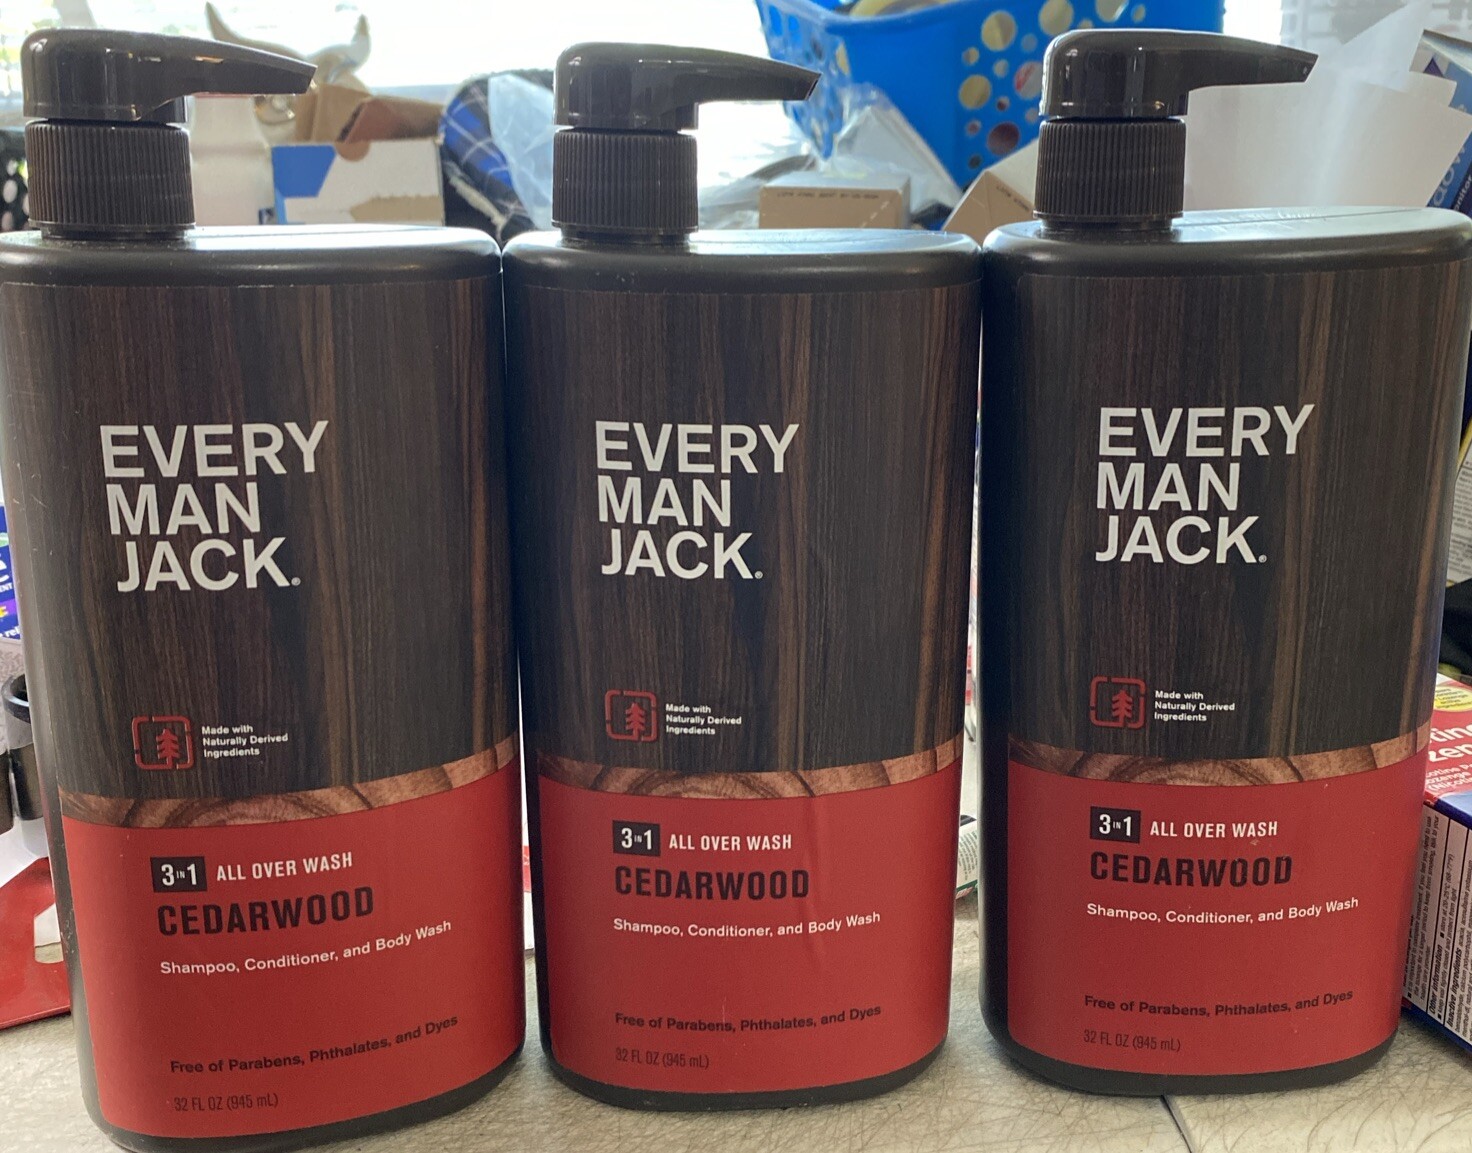 EVERY
MAN
JACK.®
Made with
Naturally Derived
Ingredients
3 IN 1 ALL OVER WASH
CEDARWOOD
Shampoo, Conditioner, and Body Wash
Free of Parabens, Phthalates, and Dyes
32 FL OZ (945 mL)
EVERY
MAN
JACK.®
Made with
Naturally Derived
Ingredients
3 IN 1 ALL OVER WASH
CEDARWOOD
Shampoo, Conditioner, and Body Wash
Free of Parabens, Phthalates, and Dyes
32 FL OZ (945 mL)
EVERY
MAN
JACK.®
Made with
Naturally Derived
Ingredients
3 IN 1 ALL OVER WASH
CEDARWOOD
Shampoo, Conditioner, and Body Wash
Free of Parabens, Phthalates, and Dyes
32 FL OZ (945 mL)
Other information
Inactive ingredients